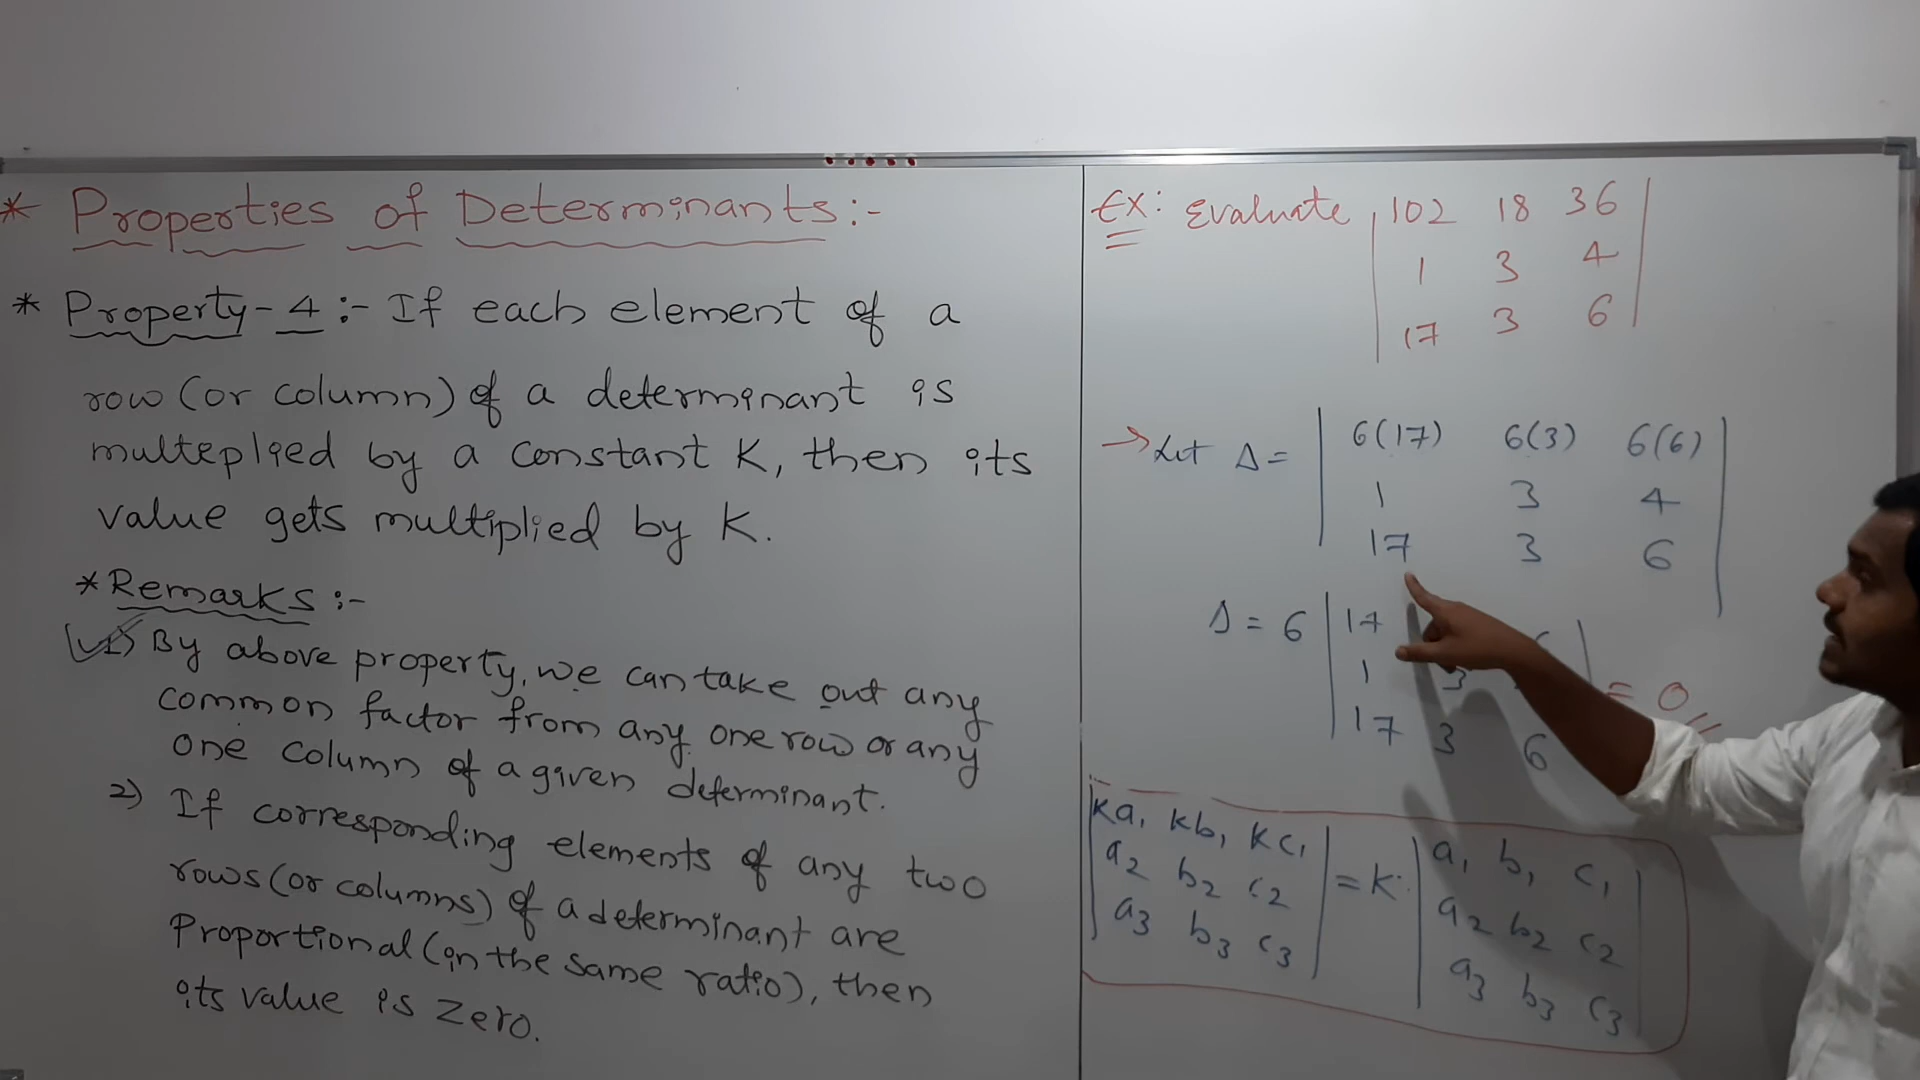 * Properties of Determinants:-
* Property-4:- If each element of a
row (or column) of a determinant is
multeplied by a constant K, then its
value gets multiplied by K.
* Remarks:-
(1) By above property, we can take out any
common factor from any one row or any
one column of a given determinant.
2) If corresponding elements of any two
rows (or columns) of a determinant are
Proportional (in the same ratio), then
its value is Zero.
Ex: Evaluate | 102 18 36 |
1 3 4
17 3 6
→ Let Δ = | 6(17) 6(3) 6(6) |
1 3 4
17 3 6
Δ = 6 | 17
1 3 | = 0
17 3 6
| ka1 kb1 kc1 | = K. | a1 b1 c1 |
a2 b2 c2 a2 b2 c2
a3 b3 c3 a3 b3 c3